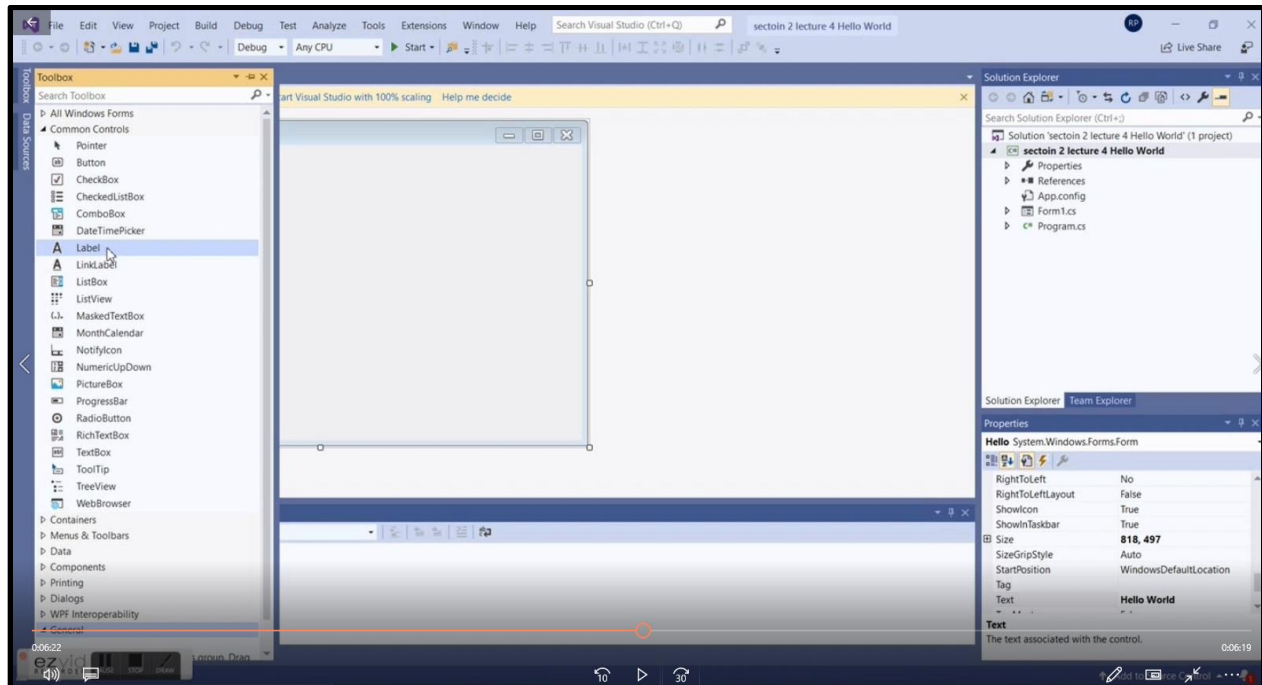 File Edit View Project Build Debug Test Analyze Tools Extensions Window Help Search Visual Studio (Ctrl+Q) sectoin 2 lecture 4 Hello World RP
Debug Any CPU Start Live Share
Toolbox
Data Sources
Toolbox
Search Toolbox
All Windows Forms
Common Controls
Pointer
Button
CheckBox
CheckedListBox
ComboBox
DateTimePicker
Label
LinkLabel
ListBox
ListView
MaskedTextBox
MonthCalendar
NotifyIcon
NumericUpDown
PictureBox
ProgressBar
RadioButton
RichTextBox
TextBox
ToolTip
TreeView
WebBrowser
Containers
Menus & Toolbars
Data
Components
Printing
Dialogs
WPF Interoperability
General
Visual Studio with 100% scaling Help me decide
Solution Explorer
Search Solution Explorer (Ctrl+;)
Solution 'sectoin 2 lecture 4 Hello World' (1 project)
sectoin 2 lecture 4 Hello World
Properties
References
App.config
Form1.cs
Program.cs
Solution Explorer Team Explorer
Properties
Hello System.Windows.Forms.Form
RightToLeft No
RightToLeftLayout False
ShowIcon True
ShowInTaskbar True
Size 818, 497
SizeGripStyle Auto
StartPosition WindowsDefaultLocation
Tag
Text Hello World
Text
The text associated with the control.
0:06:22 0:06:19
ezvid PAUSE STOP DRAW group. Drag
10 30